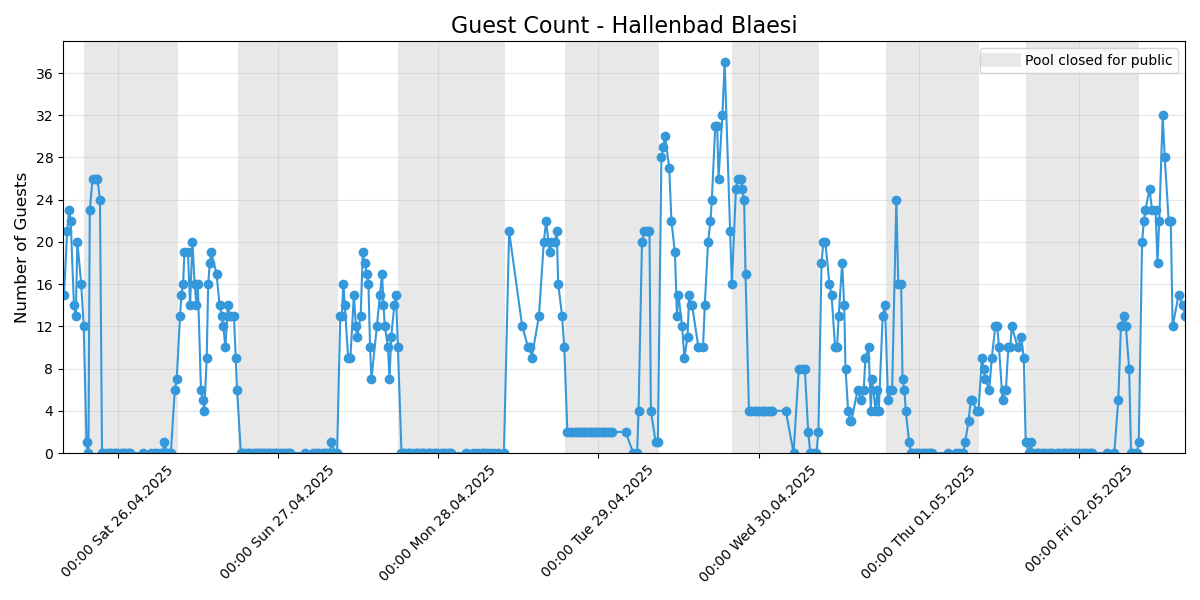 Guest Count - Hallenbad Blaesi
Pool closed for public
Number of Guests
36
32
28
24
20
16
12
8
4
0
00:00 Sat 26.04.2025
00:00 Sun 27.04.2025
00:00 Mon 28.04.2025
00:00 Tue 29.04.2025
00:00 Wed 30.04.2025
00:00 Thu 01.05.2025
00:00 Fri 02.05.2025